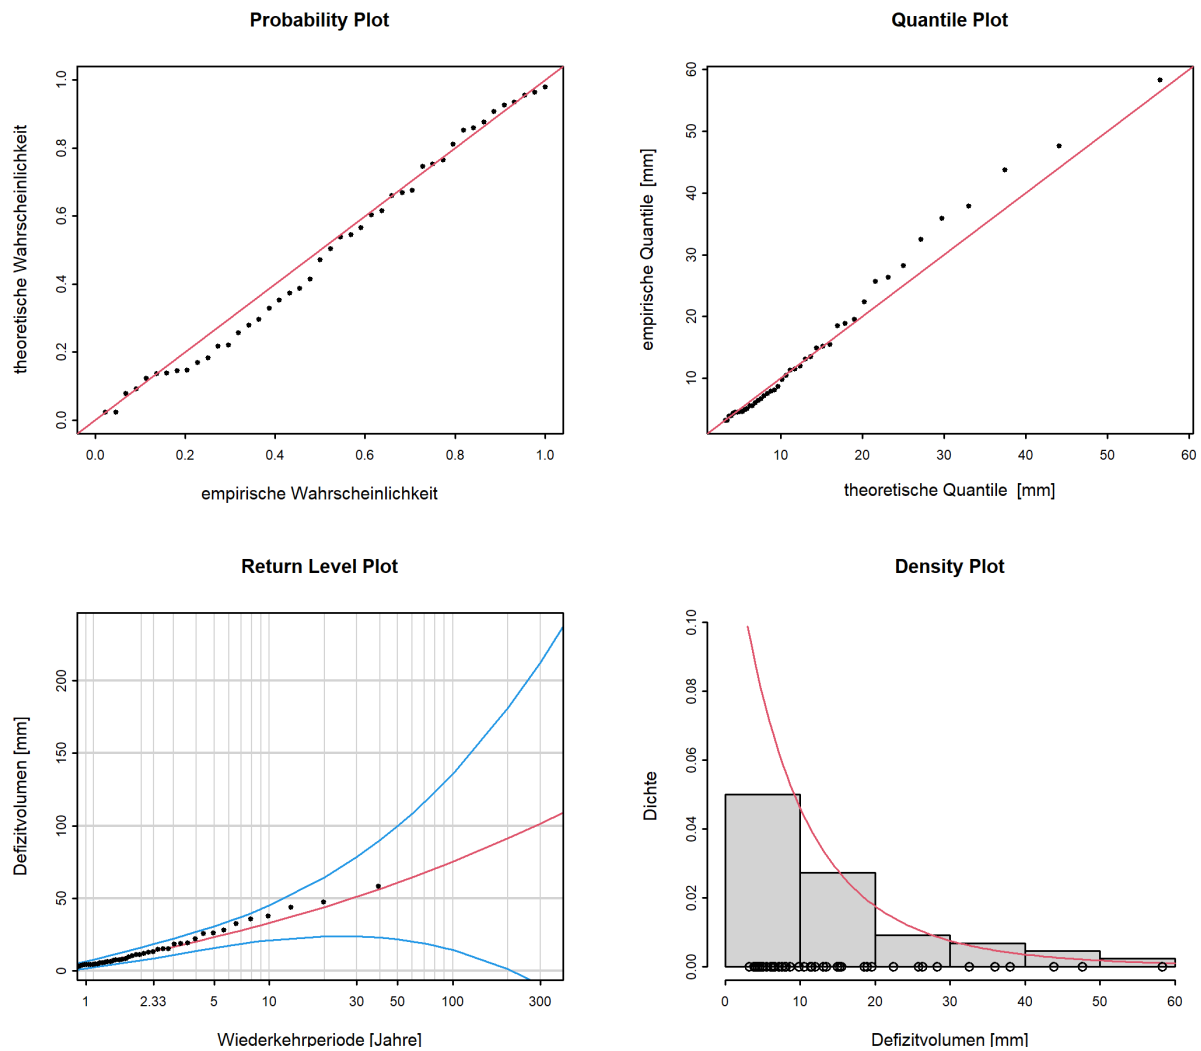 Probability Plot
theoretische Wahrscheinlichkeit
0.0 0.2 0.4 0.6 0.8 1.0
0.0 0.2 0.4 0.6 0.8 1.0
empirische Wahrscheinlichkeit
Quantile Plot
empirische Quantile [mm]
10 20 30 40 50 60
10 20 30 40 50 60
theoretische Quantile [mm]
Return Level Plot
Defizitvolumen [mm]
0 50 100 150 200
1 2.33 5 10 30 50 100 300
Wiederkehrperiode [Jahre]
Density Plot
Dichte
0.00 0.02 0.04 0.06 0.08 0.10
0 10 20 30 40 50 60
Defizitvolumen [mm]